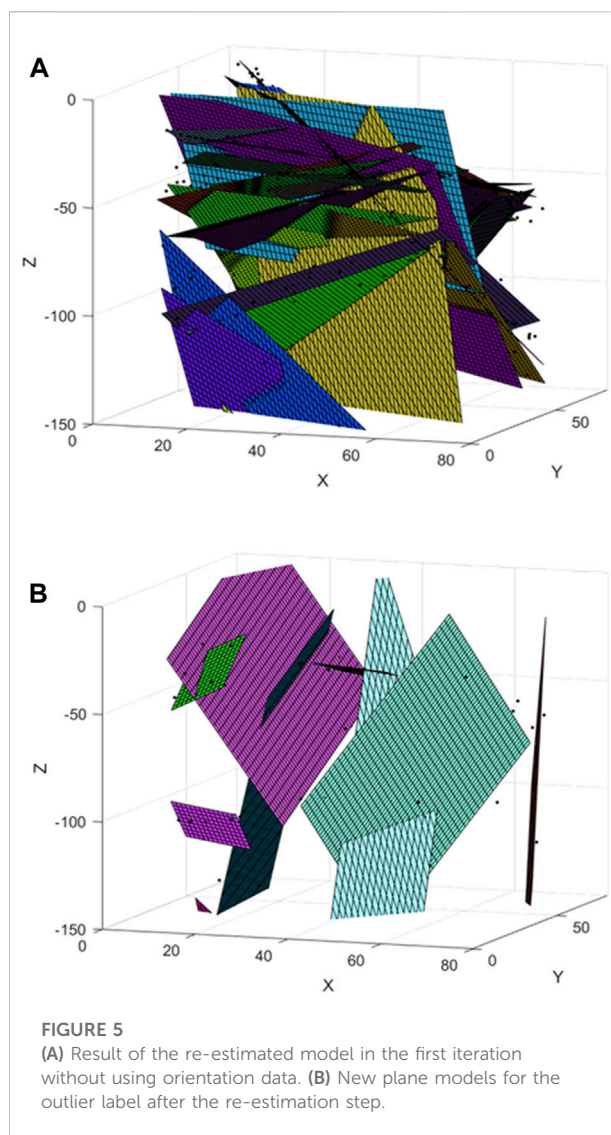 A
0
-50
Z
-100
-150
0
20
40
60
80
X
0
50
Y
B
0
-50
Z
-100
-150
0
20
40
60
80
X
0
50
Y
FIGURE 5
(A) Result of the re-estimated model in the first iteration
without using orientation data. (B) New plane models for the
outlier label after the re-estimation step.